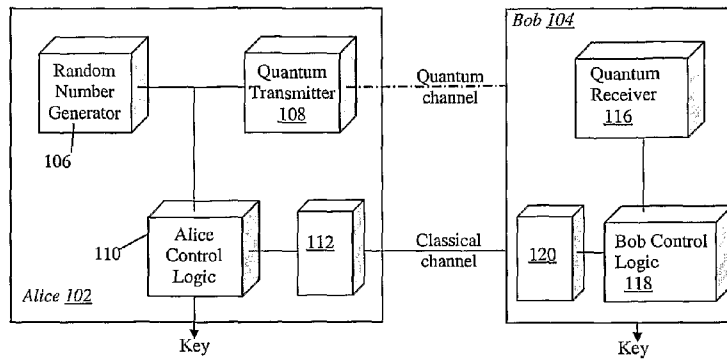 Bob 104
Random
Number
Generator
106
Quantum
Transmitter
108
Quantum
channel
Quantum
Receiver
116
110
Alice
Control
Logic
112
Classical
channel
120
Bob Control
Logic
118
Alice 102
Key
Key